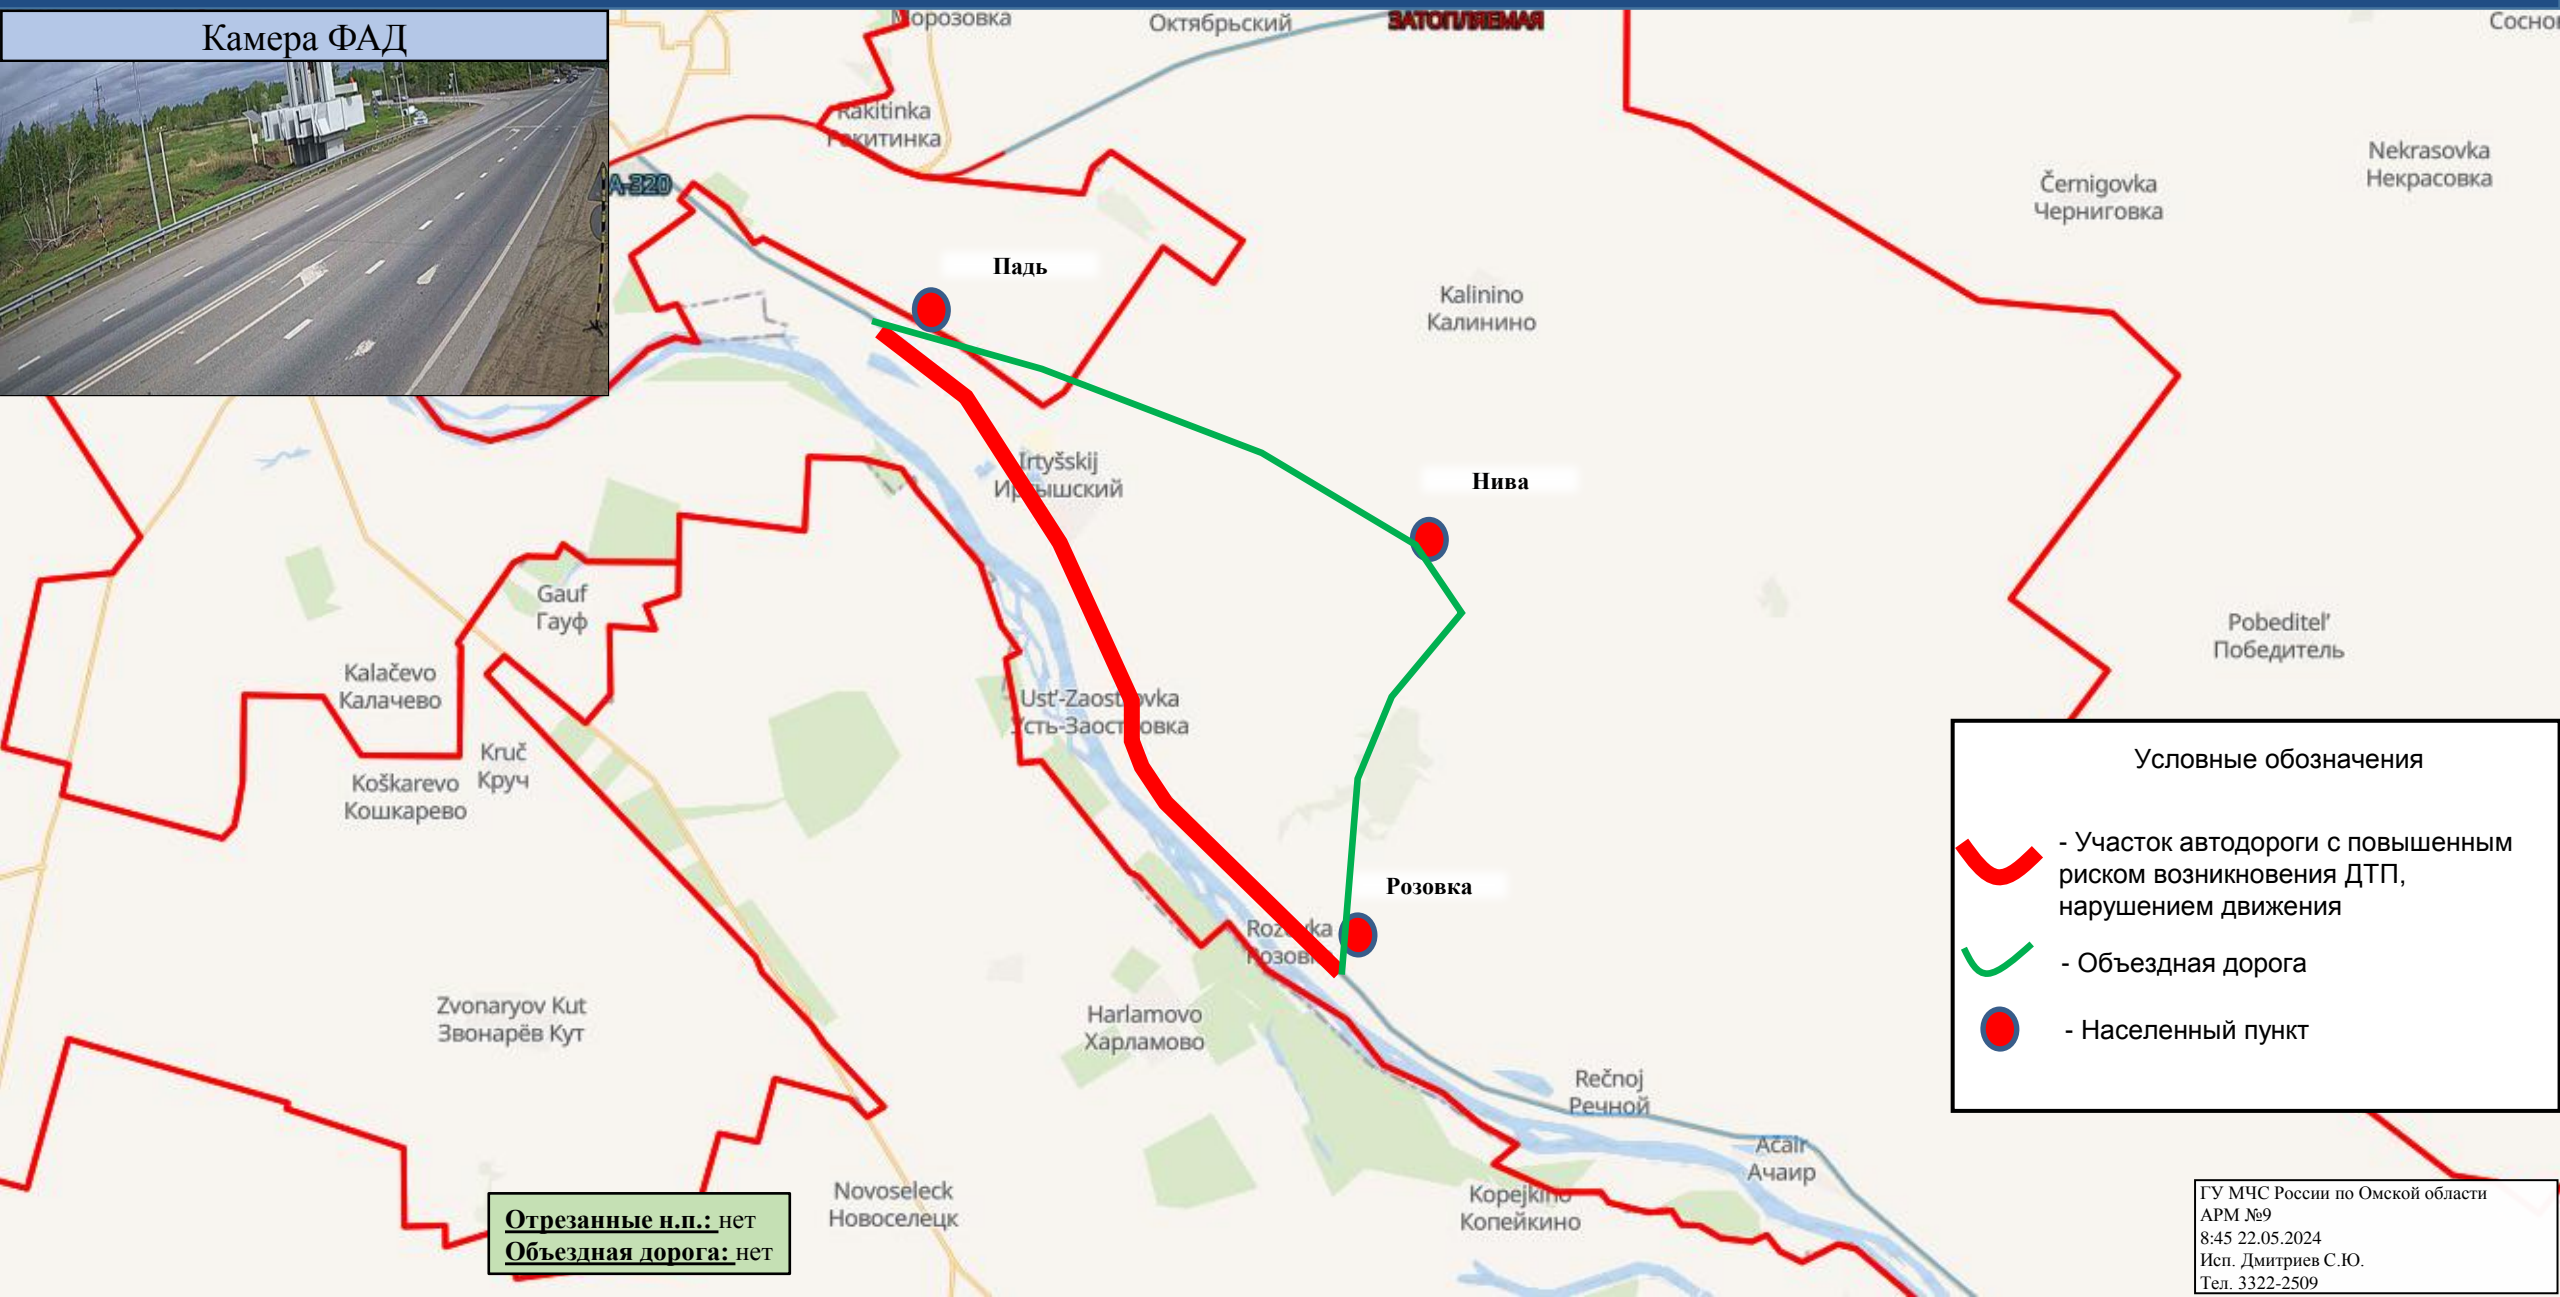 Камера ФАД
Октябрьский
ЗАТОПЛЯЕМАЯ
Rakitinka
Ракитинка
А-320
Nekrasovka
Некрасовка
Černigovka
Черниговка
Падь
Kalinino
Калинино
Irtyšskij
Иртышский
Нива
Gauf
Гауф
Pobeditel'
Победитель
Kalačevo
Калачево
Ust'-Zaostrovka
Усть-Заостровка
Kruč
Круч
Koškarevo
Кошкарево
Условные обозначения
- Участок автодороги с повышенным
риском возникновения ДТП,
нарушением движения
- Объездная дорога
- Населенный пункт
Розовка
Rozovka
Розовка
Zvonaryov Kut
Звонарёв Кут
Harlamovo
Харламово
Rečnoj
Речной
Ačair
Ачаир
Novoseleck
Новоселецк
Kopejkino
Копейкино
Отрезанные н.п.: нет
Объездная дорога: нет
ГУ МЧС России по Омской области
АРМ №9
8:45 22.05.2024
Исп. Дмитриев С.Ю.
Тел. 3322-2509